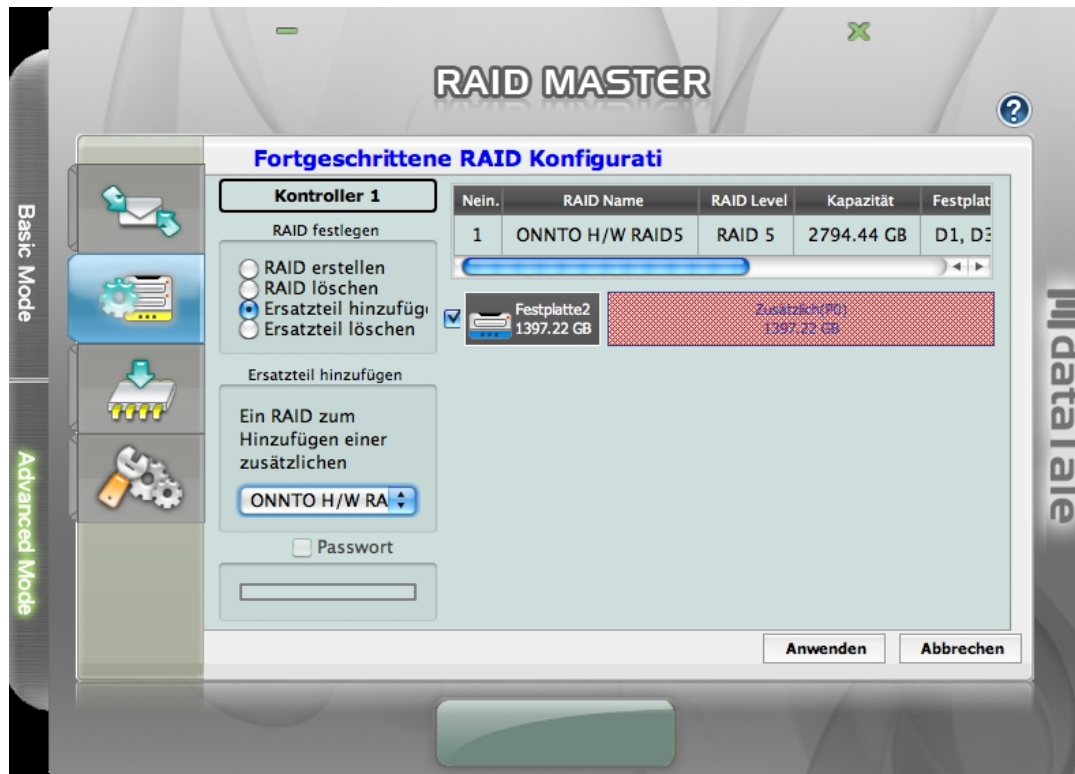 RAID MASTER
?
Fortgeschrittene RAID Konfigurati
Basic Mode
Advanced Mode
Kontroller 1
RAID festlegen
RAID erstellen
RAID löschen
Ersatzteil hinzufüg
Ersatzteil löschen
Ersatzteil hinzufügen
Ein RAID zum
Hinzufügen einer
zusätzlichen
ONNTO H/W RA
Passwort
Nein. RAID Name RAID Level Kapazität Festplat
1 ONNTO H/W RAID5 RAID 5 2794.44 GB D1, D3
Festplatte2
1397.22 GB
Zusätzlich(P0)
1397.22 GB
Anwenden Abbrechen
dataTale